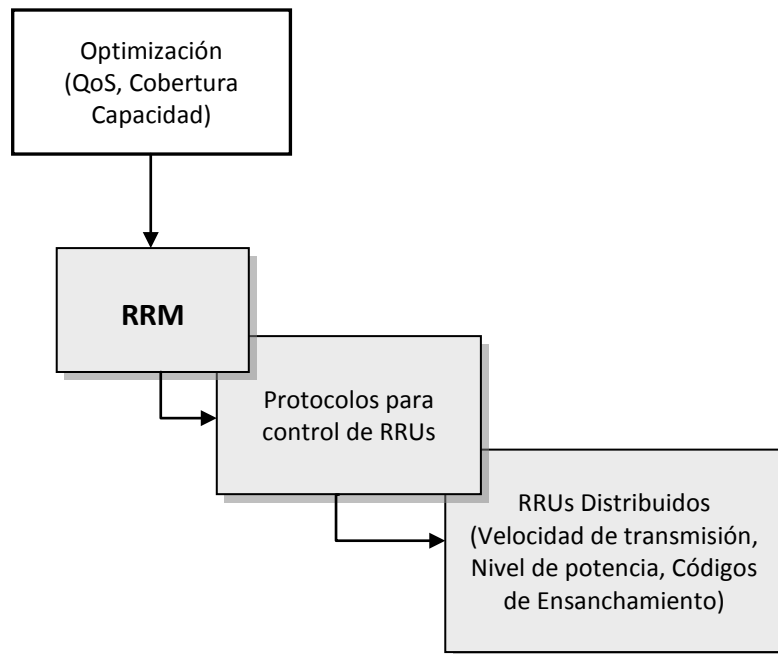 Optimización
(QoS, Cobertura
Capacidad)
RRM
Protocolos para
control de RRUs
RRUs Distribuidos
(Velocidad de transmisión,
Nivel de potencia, Códigos
de Ensanchamiento)